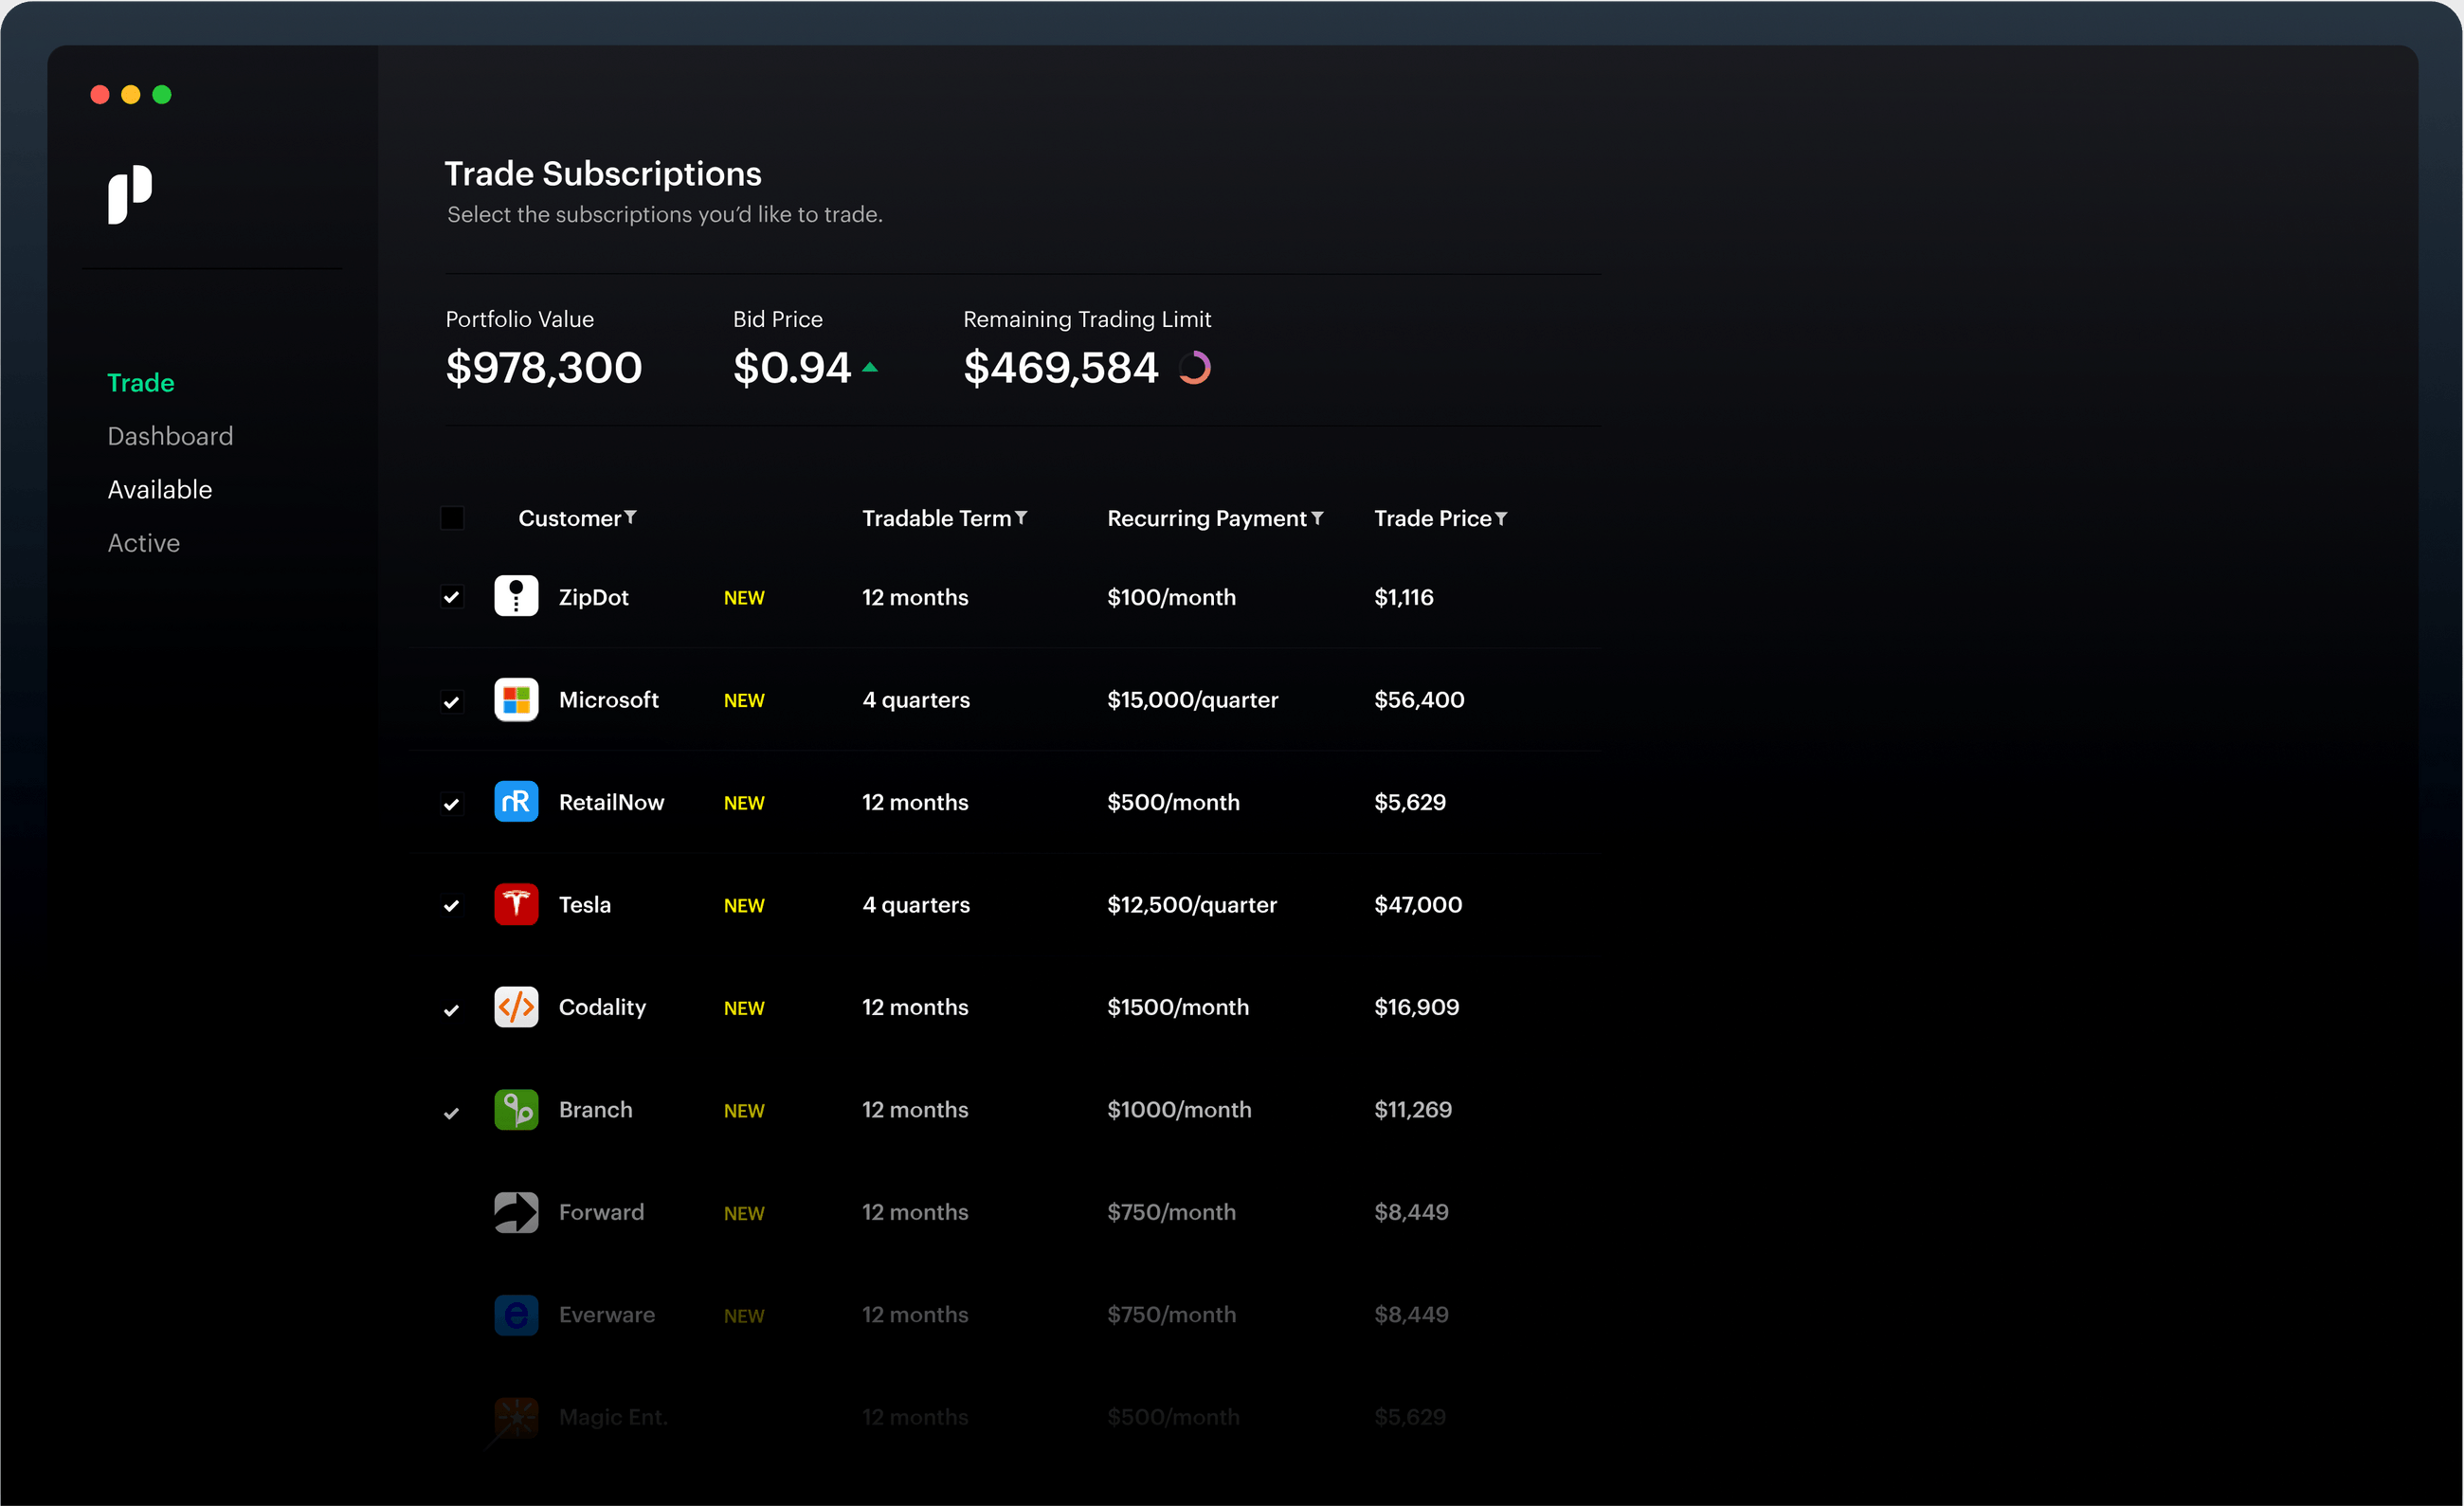 Trade Subscriptions
Select the subscriptions you’d like to trade.
Portfolio Value Bid Price Remaining Trading Limit
$978,300 $0.94 $469,584
Trade
Dashboard
Available
Active
Customer Tradable Term Recurring Payment Trade Price
ZipDot NEW 12 months $100/month $1,116
Microsoft NEW 4 quarters $15,000/quarter $56,400
RetailNow NEW 12 months $500/month $5,629
Tesla NEW 4 quarters $12,500/quarter $47,000
Codality NEW 12 months $1500/month $16,909
Branch NEW 12 months $1000/month $11,269
Forward NEW 12 months $750/month $8,449
Everware NEW 12 months $750/month $8,449
Magic Ent. 12 months $500/month $5,629